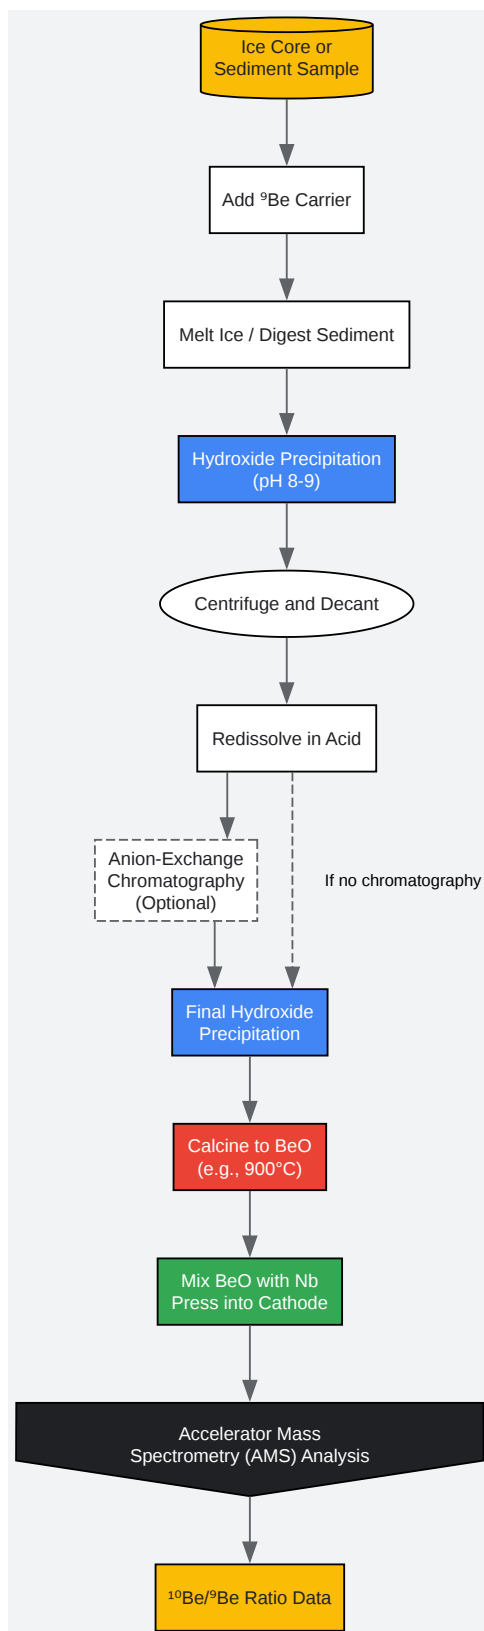 Ice Core or
Sediment Sample
Add ⁹Be Carrier
Melt Ice / Digest Sediment
Hydroxide Precipitation
(pH 8-9)
Centrifuge and Decant
Redissolve in Acid
Anion-Exchange
Chromatography
(Optional)
If no chromatography
Final Hydroxide
Precipitation
Calcine to BeO
(e.g., 900°C)
Mix BeO with Nb
Press into Cathode
Accelerator Mass
Spectrometry (AMS) Analysis
¹⁰Be/⁹Be Ratio Data